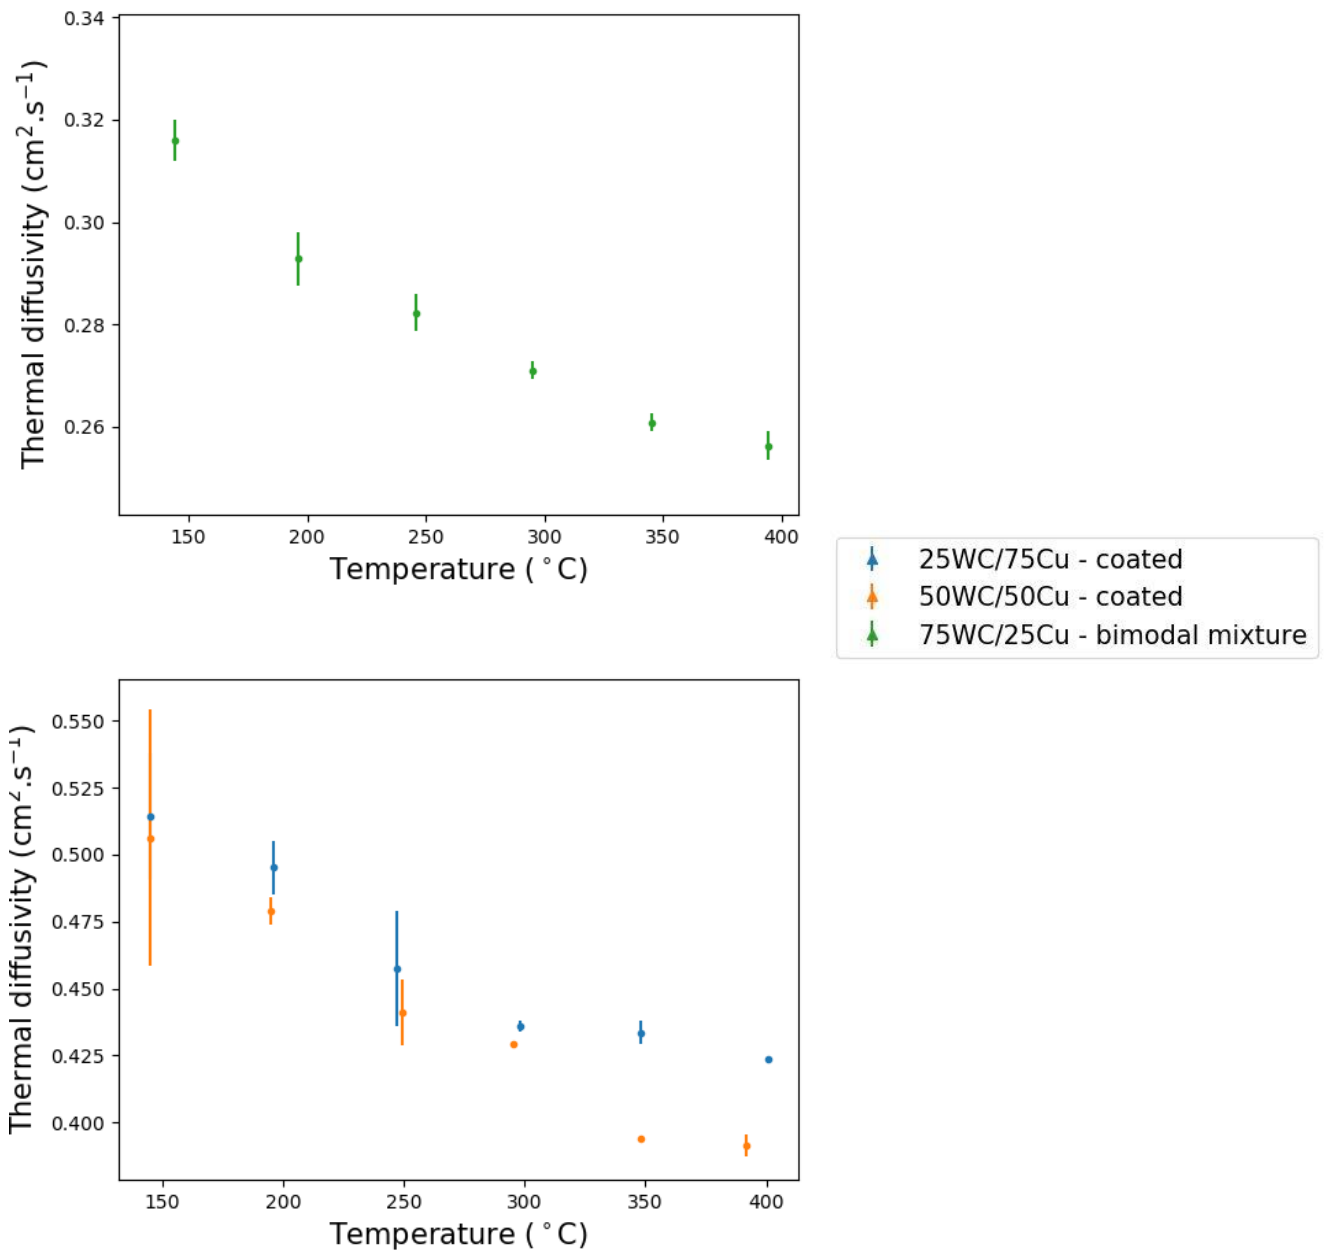 0.34
0.32
0.30
0.28
0.26
Thermal diffusivity (cm².s⁻¹)
150 200 250 300 350 400
Temperature (°C)
25WC/75Cu - coated
50WC/50Cu - coated
75WC/25Cu - bimodal mixture
0.550
0.525
0.500
0.475
0.450
0.425
0.400
Thermal diffusivity (cm².s⁻¹)
150 200 250 300 350 400
Temperature (°C)